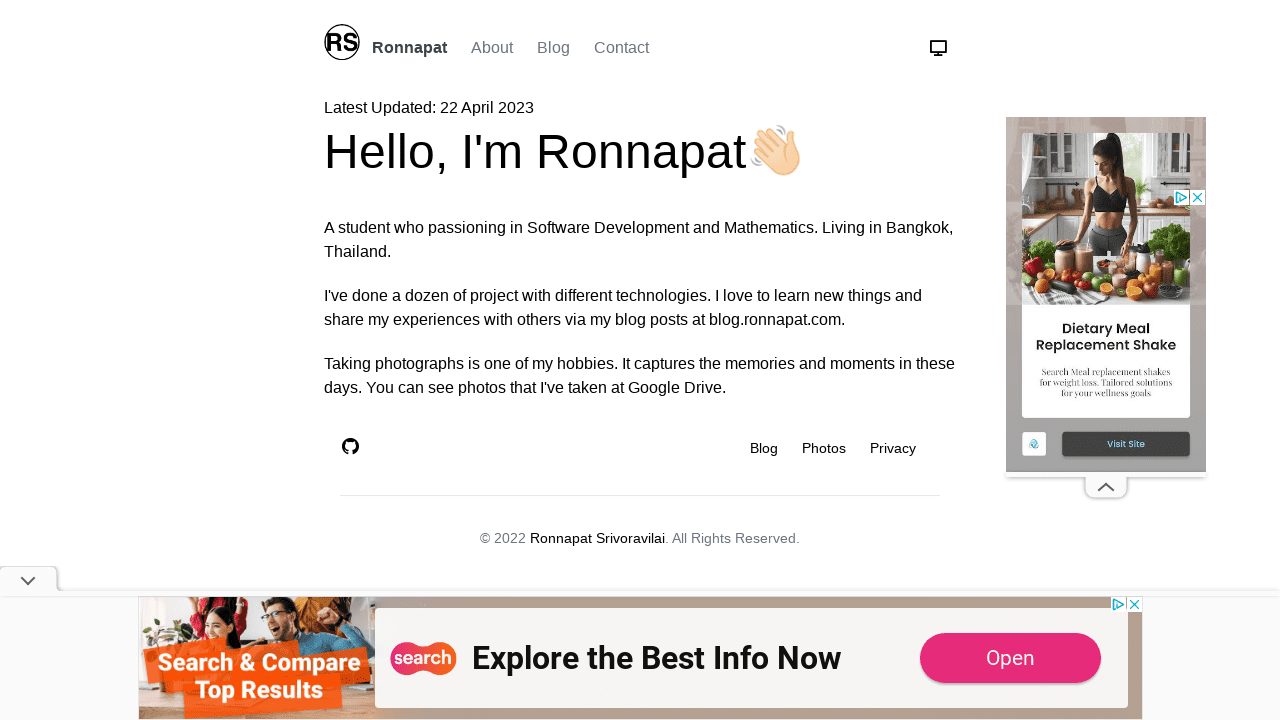 RS Ronnapat About Blog Contact
Latest Updated: 22 April 2023
Hello, I'm Ronnapat👋🏻
A student who passioning in Software Development and Mathematics. Living in Bangkok,
Thailand.
I've done a dozen of project with different technologies. I love to learn new things and
share my experiences with others via my blog posts at blog.ronnapat.com.
Taking photographs is one of my hobbies. It captures the memories and moments in these
days. You can see photos that I've taken at Google Drive.
Blog Photos Privacy
© 2022 Ronnapat Srivoravilai. All Rights Reserved.
Dietary Meal
Replacement Shake
Search Meal replacement shakes
for weight loss. Tailored solutions
for your wellness goals
Visit Site
Search & Compare
Top Results
search
Explore the Best Info Now
Open